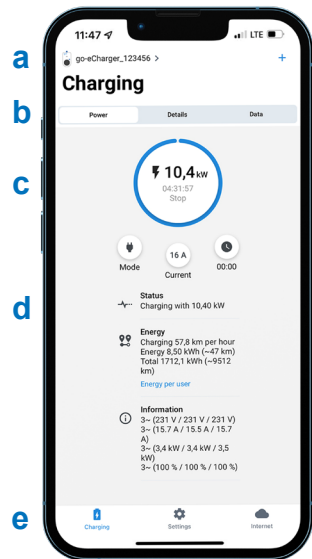 11:47 LTE
a
go-eCharger_123456 > +
Charging
b
Power Details Data
c
10,4 kW
04:31:57
Stop
Mode
16 A
Current
00:00
d
Status
Charging with 10,40 kW
Energy
Charging 57,8 km per hour
Energy 8,50 kWh (~47 km)
Total 1712,1 kWh (~9512
km)
Energy per user
Information
3~ (231 V / 231 V / 231 V)
3~ (15.7 A / 15.5 A / 15.7
A)
3~ (3,4 kW / 3,4 kW / 3,5
kW)
3~ (100 % / 100 % / 100 %)
e
Charging Settings Internet